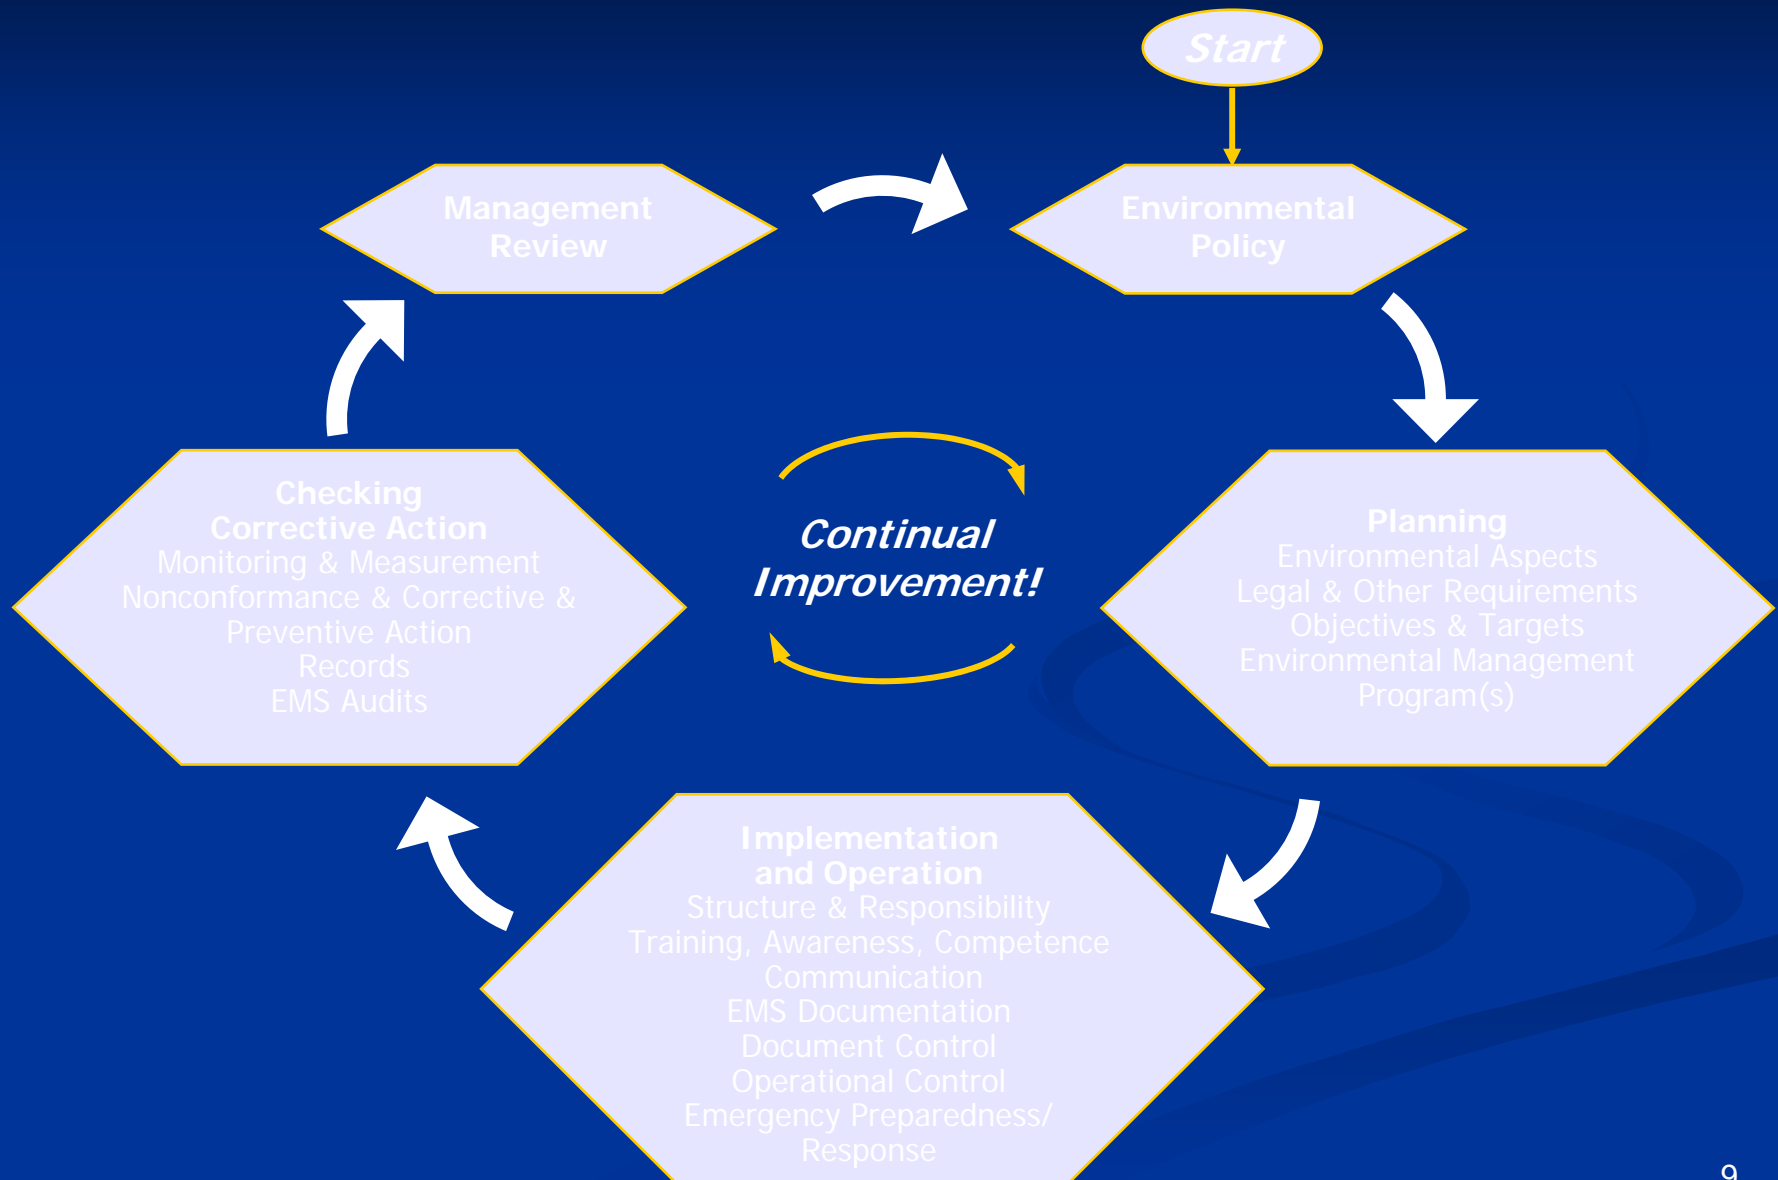 Start
Management
Review
Environmental
Policy
Checking
Corrective Action
Monitoring & Measurement
Nonconformance & Corrective &
Preventive Action
Records
EMS Audits
Continual
Improvement!
Planning
Environmental Aspects
Legal & Other Requirements
Objectives & Targets
Environmental Management
Program(s)
Implementation
and Operation
Structure & Responsibility
Training, Awareness, Competence
Communication
EMS Documentation
Document Control
Operational Control
Emergency Preparedness/
Response
9